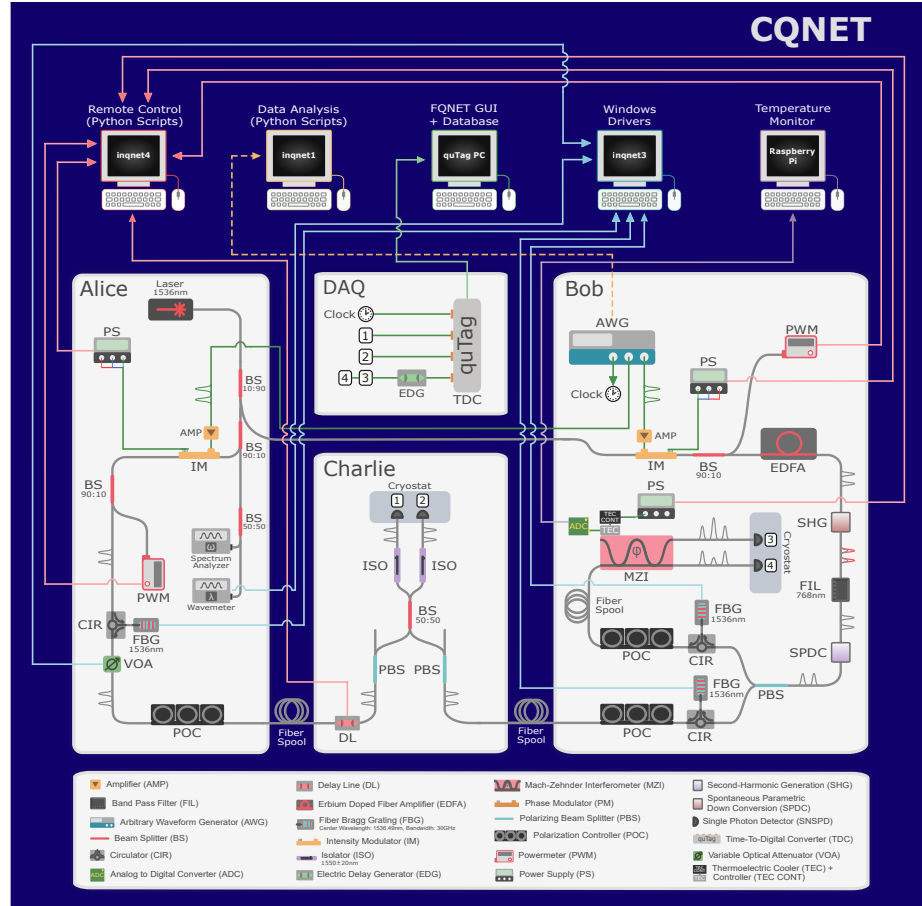 CQNET
Remote Control
(Python Scripts)
inqnet4
Data Analysis
(Python Scripts)
inqnet1
FQNET GUI
+ Database
quTag PC
Windows
Drivers
inqnet3
Temperature
Monitor
Raspberry
Pi
Alice
Laser
1536nm
PS
BS
10:90
AMP
IM
BS
90:10
BS
90:10
BS
50:50
ω
Spectrum
Analyzer
λ
Wavemeter
PWM
CIR
FBG
1536nm
VOA
POC
Fiber
Spool
DAQ
Clock
1
2
4 3
EDG
quTag
TDC
Charlie
Cryostat
1 2
ISO
ISO
BS
50:50
PBS
PBS
DL
Fiber
Spool
Bob
AWG
Clock
PWM
PS
AMP
IM
BS
90:10
EDFA
PS
ADC
TEC
CONT
TEC
φ
MZI
3
4
Cryostat
SHG
FIL
768nm
SPDC
Fiber
Spool
FBG
1536nm
POC
CIR
FBG
1536nm
PBS
POC
CIR
Amplifier (AMP)
Band Pass Filter (FIL)
Arbitrary Waveform Generator (AWG)
Beam Splitter (BS)
Circulator (CIR)
ADC
Analog to Digital Converter (ADC)
Delay Line (DL)
Erbium Doped Fiber Amplifier (EDFA)
Fiber Bragg Grating (FBG)
Center Wavelength: 1536.49nm, Bandwidth: 30GHz
Intensity Modulator (IM)
Isolator (ISO)
1550±20nm
Electric Delay Generator (EDG)
Mach-Zehnder Interferometer (MZI)
Phase Modulator (PM)
Polarizing Beam Splitter (PBS)
Polarization Controller (POC)
Powermeter (PWM)
Power Supply (PS)
Second-Harmonic Generation (SHG)
Spontaneous Parametric
Down Conversion (SPDC)
Single Photon Detector (SNSPD)
quTag
Time-To-Digital Converter (TDC)
Variable Optical Attenuator (VOA)
TEC
CONT
TEC
Thermoelectric Cooler (TEC) +
Controller (TEC CONT)